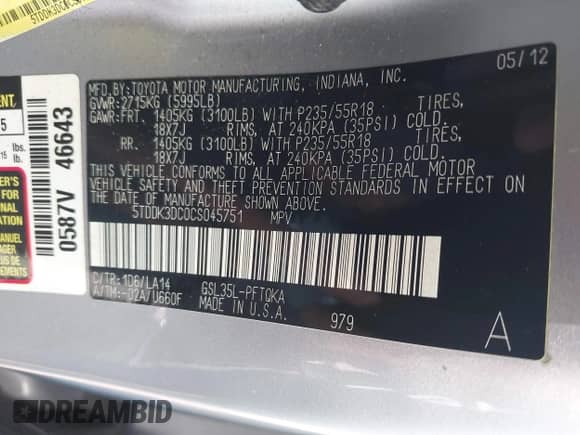 05/12
MFD.BY:TOYOTA MOTOR MANUFACTURING, INDIANA, INC.
GVWR:2715KG (5995LB)
GAWR:FRT. 1405KG (3100LB) WITH P235/55R18 TIRES,
18X7J RIMS, AT 240KPA (35PSI) COLD.
RR. 1405KG (3100LB) WITH P235/55R18 TIRES,
18X7J RIMS, AT 240KPA (35PSI) COLD.
THIS VEHICLE CONFORMS TO ALL APPLICABLE FEDERAL MOTOR
VEHICLE SAFETY AND THEFT PREVENTION STANDARDS IN EFFECT ON
THE DATE OF MANUFACTURE SHOWN ABOVE.
5TDDK3DC0CS045751 MPV
C/TR:1D6/LA14 GSL35L-PFTQKA
A/TM:-02A/U660F MADE IN U.S.A.
979
A
0587V 46643
5
lbs.
lb.
DREAMBID